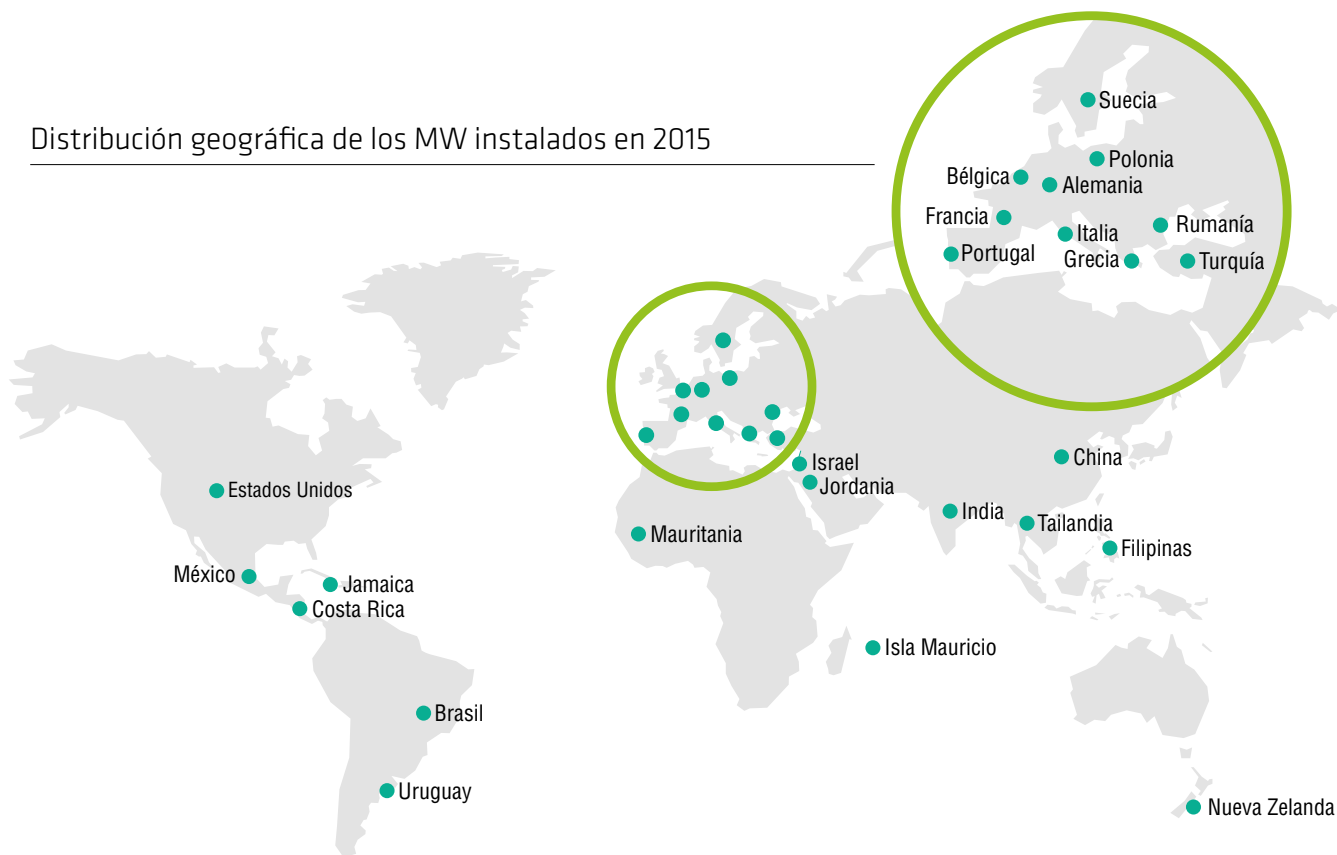 Distribución geográfica de los MW instalados en 2015
Suecia
Polonia
Bélgica
Alemania
Francia
Rumanía
Italia
Portugal
Grecia
Turquía
China
Israel
Jordania
Estados Unidos
India
Tailandia
Mauritania
Filipinas
México
Jamaica
Costa Rica
Isla Mauricio
Brasil
Uruguay
Nueva Zelanda